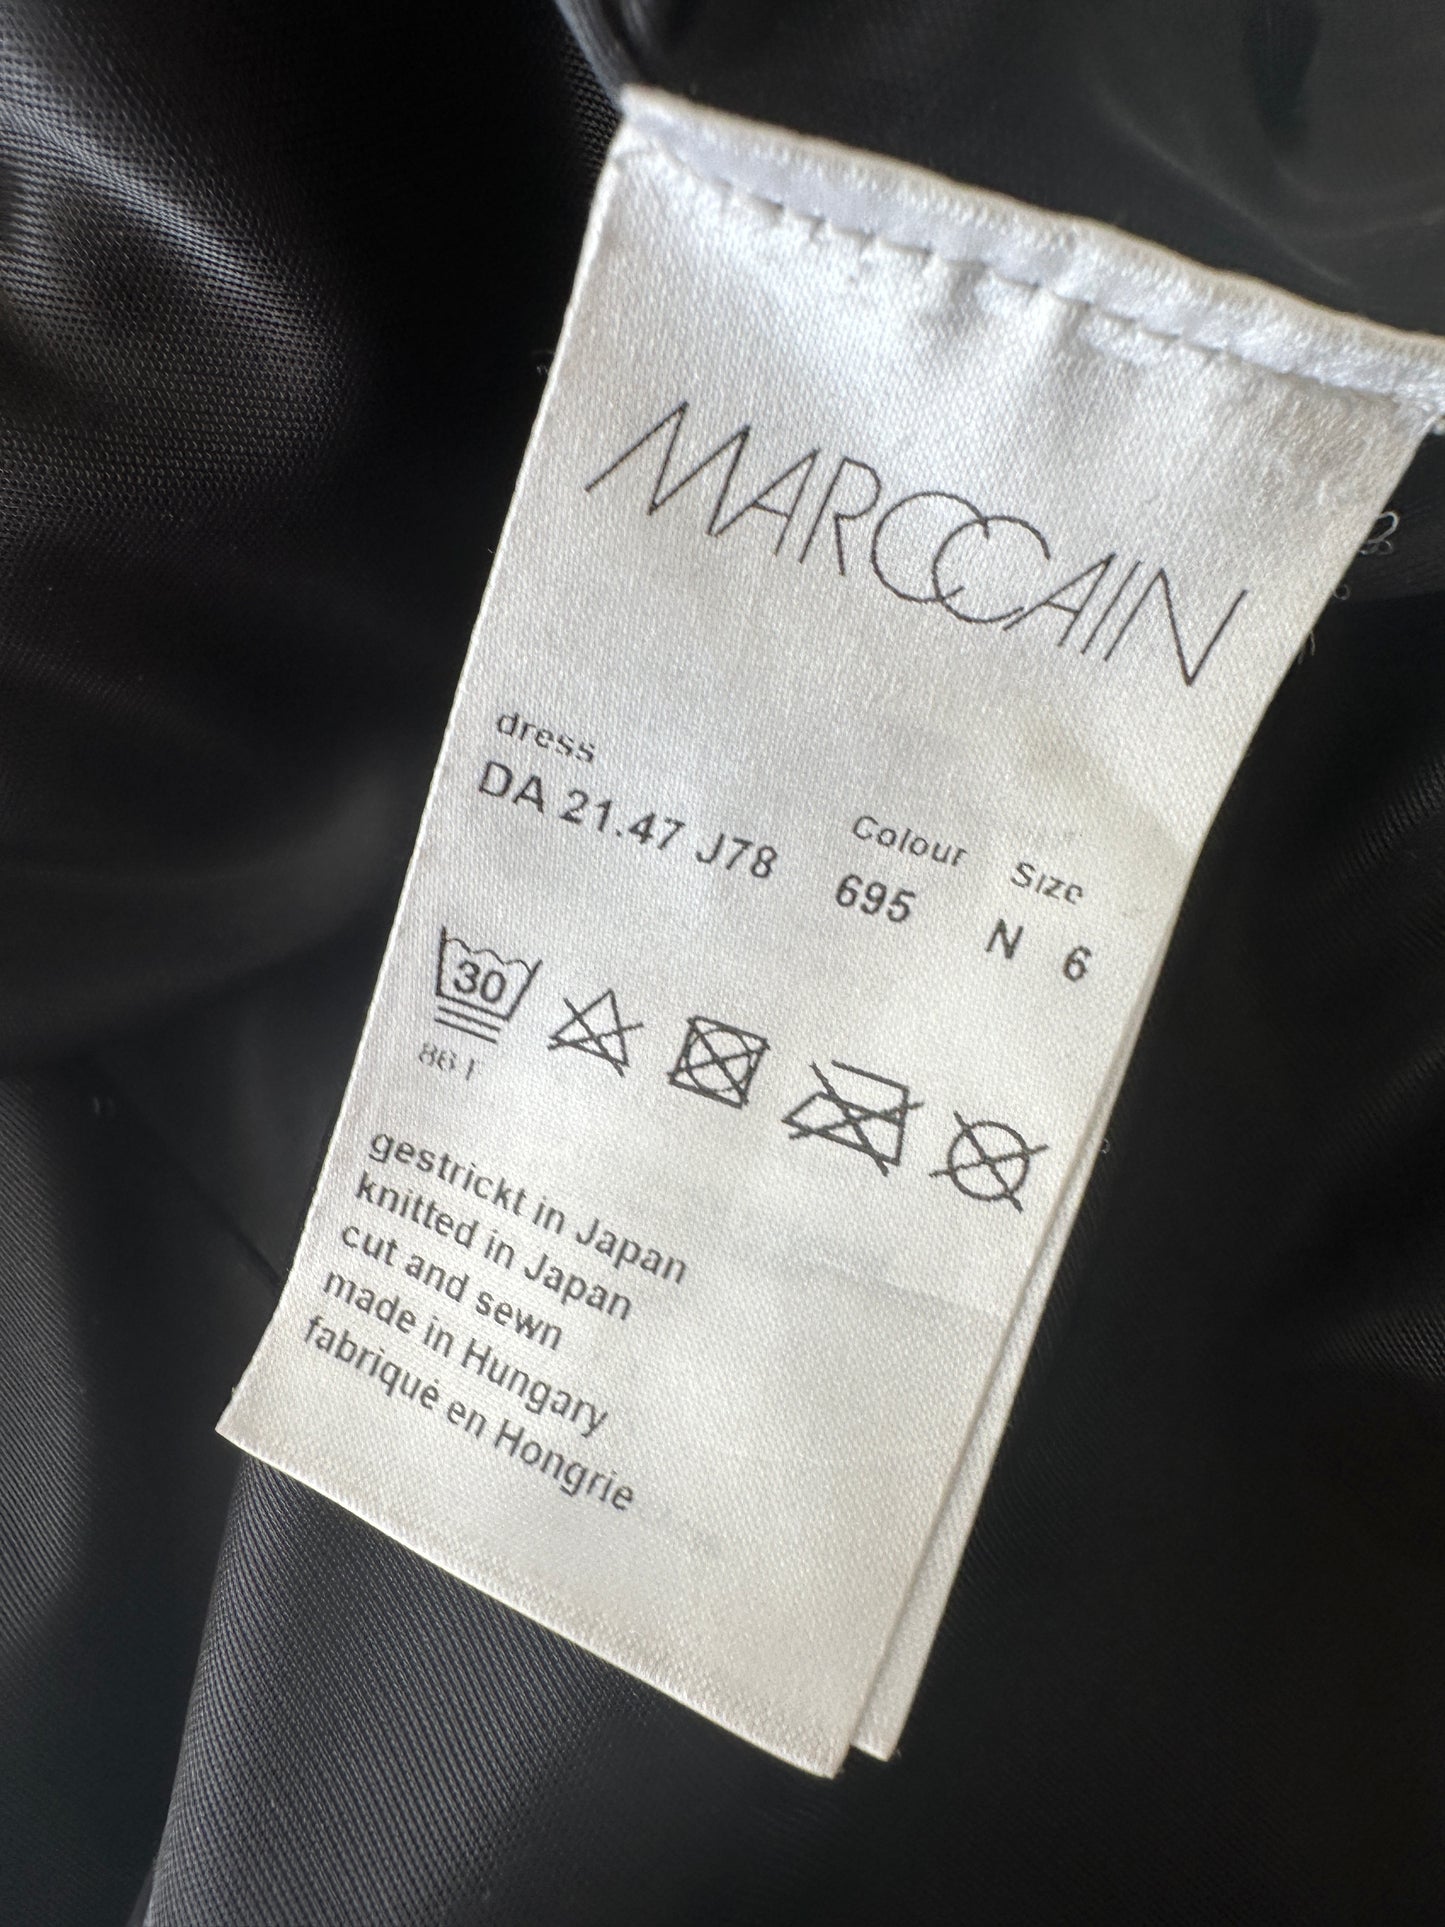 MARCCAIN
dress
DA 21.47 J78
Colour Size
695 N 6
30
86 F
gestrickt in Japan
knitted in Japan
cut and sewn
made in Hungary
fabriqué en Hongrie